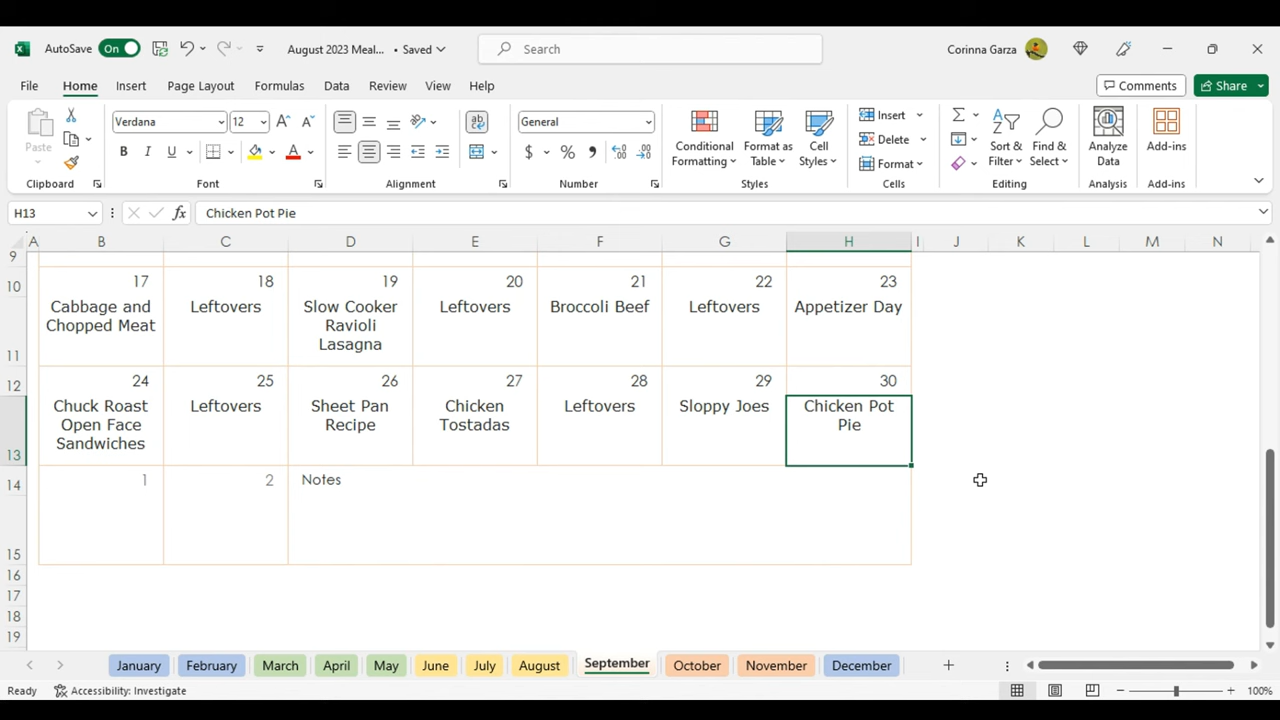 AutoSave On August 2023 Meal... • Saved Search Corinna Garza
File Home Insert Page Layout Formulas Data Review View Help Comments Share
Paste Verdana 12 A A ab General Conditional Formatting Format as Table Cell Styles Insert Delete Format Sort & Filter Find & Select Analyze Data Add-ins
B I U A $ % 9
Clipboard Font Alignment Number Styles Cells Editing Analysis Add-ins
H13 fx Chicken Pot Pie
A B C D E F G H I J K L M N
9
10 17 18 19 20 21 22 23
Cabbage and Leftovers Slow Cooker Leftovers Broccoli Beef Leftovers Appetizer Day
Chopped Meat Ravioli
11 Lasagna
12 24 25 26 27 28 29 30
Chuck Roast Leftovers Sheet Pan Chicken Leftovers Sloppy Joes Chicken Pot
Open Face Recipe Tostadas Pie
13 Sandwiches
14 1 2 Notes
15
16
17
18
19
January February March April May June July August September October November December
Ready Accessibility: Investigate 100%